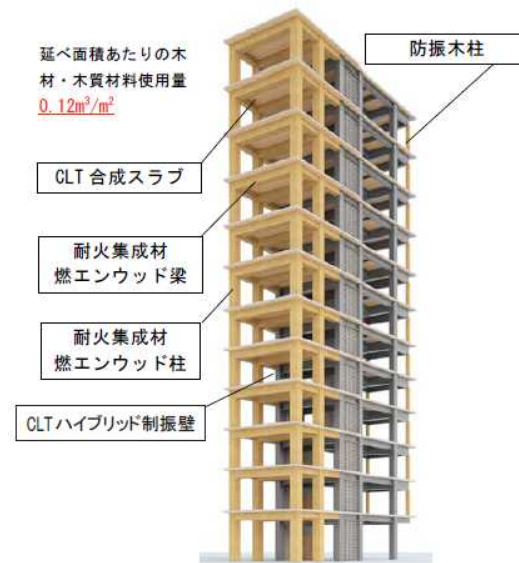 延べ面積あたりの木
材・木質材料使用量
0.12m³/m²
防振木柱
CLT 合成スラブ
耐火集成材
燃エンウッド梁
耐火集成材
燃エンウッド柱
CLTハイブリッド制振壁